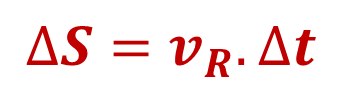 ΔS = v_R. Δt